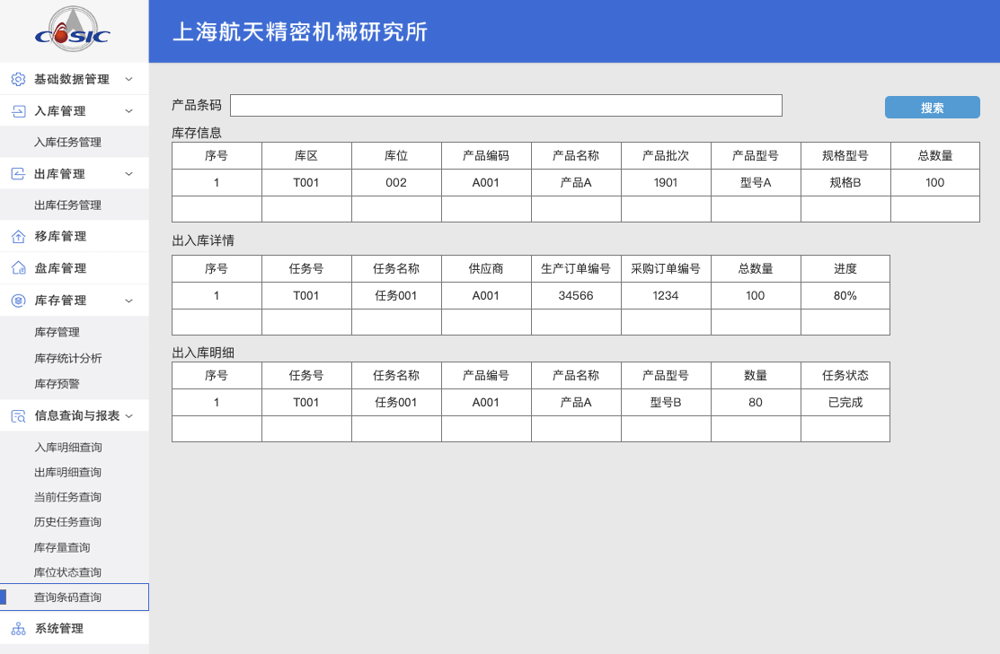 CASIC
上海航天精密机械研究所
基础数据管理
入库管理
入库任务管理
出库管理
出库任务管理
移库管理
盘库管理
库存管理
库存管理
库存统计分析
库存预警
信息查询与报表
入库明细查询
出库明细查询
当前任务查询
历史任务查询
库存量查询
库位状态查询
查询条码查询
系统管理
产品条码 搜索
库存信息
序号 库区 库位 产品编码 产品名称 产品批次 产品型号 规格型号 总数量
1 T001 002 A001 产品A 1901 型号A 规格B 100
出入库详情
序号 任务号 任务名称 供应商 生产订单编号 采购订单编号 总数量 进度
1 T001 任务001 A001 34566 1234 100 80%
出入库明细
序号 任务号 任务名称 产品编号 产品名称 产品型号 数量 任务状态
1 T001 任务001 A001 产品A 型号B 80 已完成